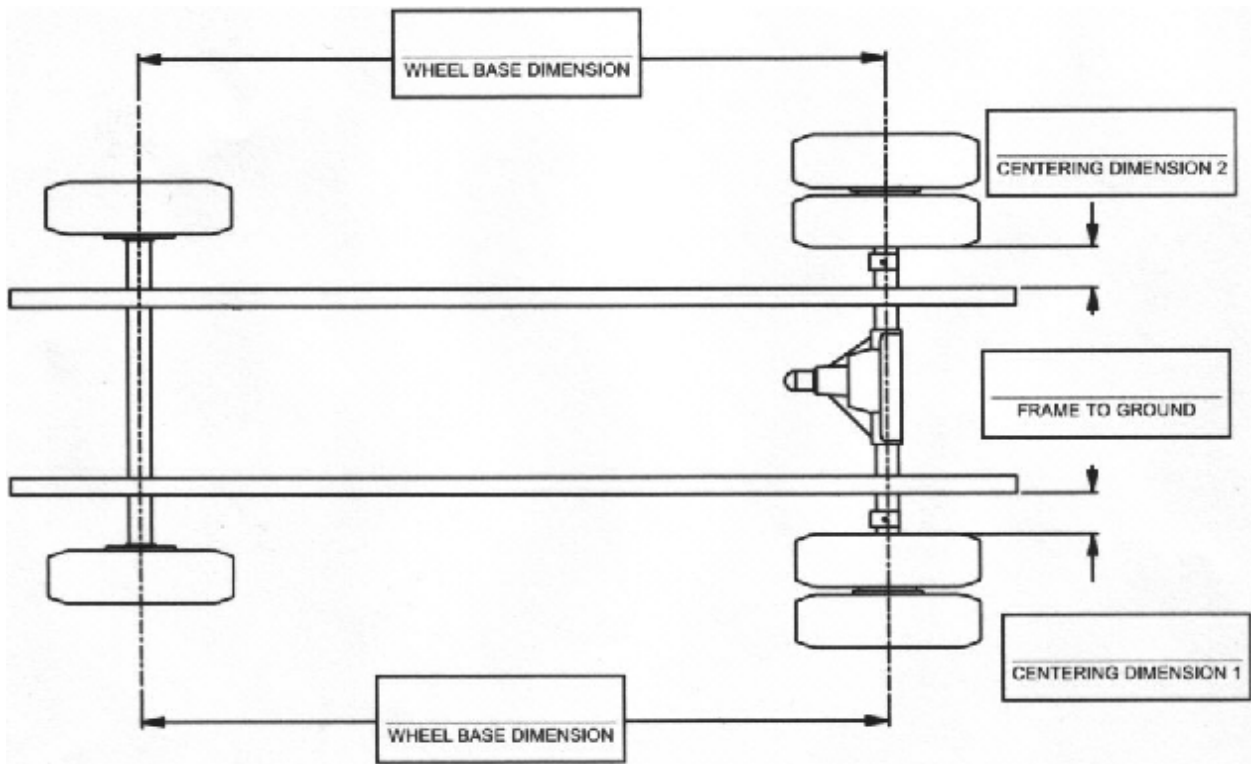 WHEEL BASE DIMENSION
CENTERING DIMENSION 2
FRAME TO GROUND
CENTERING DIMENSION 1
WHEEL BASE DIMENSION